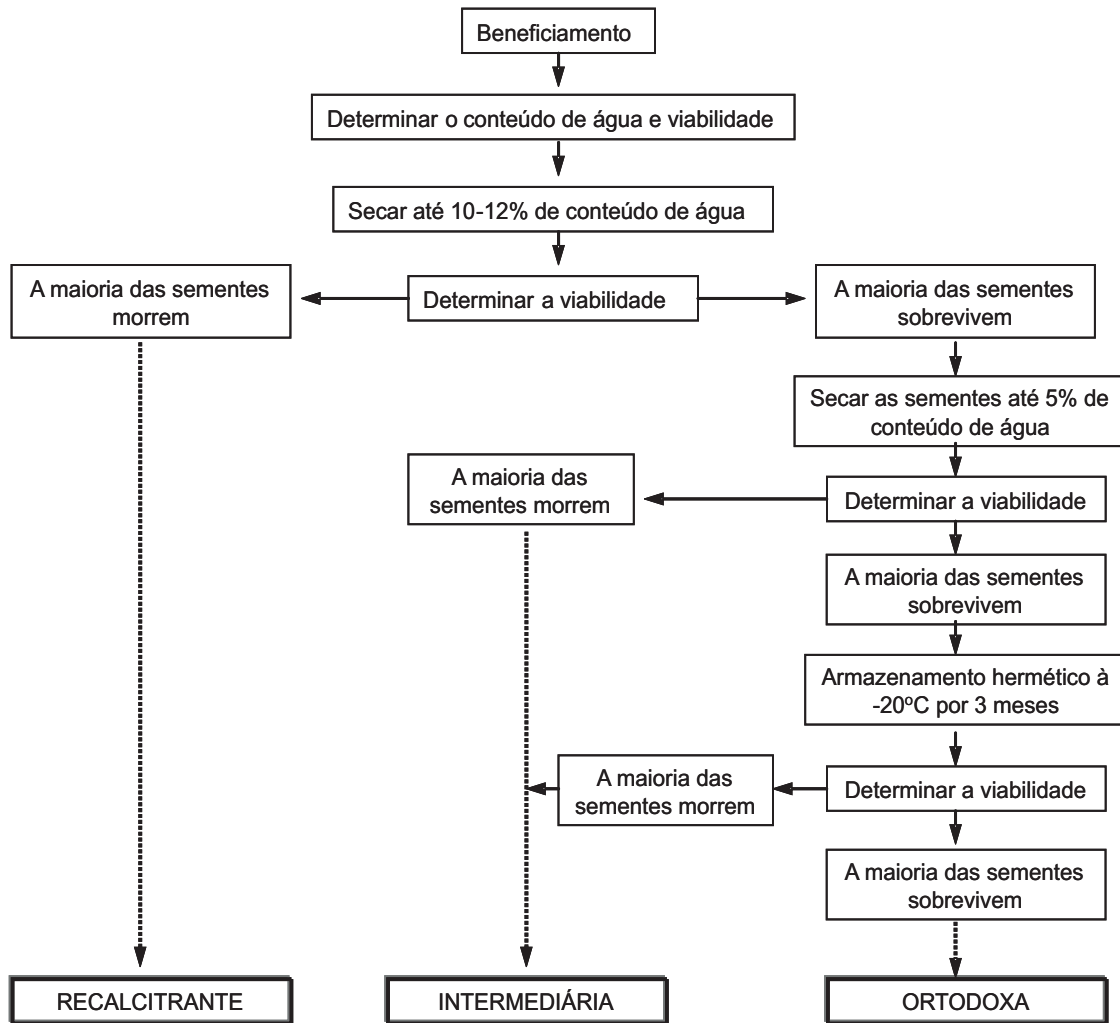 Beneficiamento
Determinar o conteúdo de água e viabilidade
Secar até 10-12% de conteúdo de água
A maioria das sementes
morrem
Determinar a viabilidade
A maioria das sementes
sobrevivem
Secar as sementes até 5% de
conteúdo de água
A maioria das
sementes morrem
Determinar a viabilidade
A maioria das sementes
sobrevivem
Armazenamento hermético à
-20ºC por 3 meses
A maioria das
sementes morrem
Determinar a viabilidade
A maioria das sementes
sobrevivem
RECALCITRANTE
INTERMEDIÁRIA
ORTODOXA